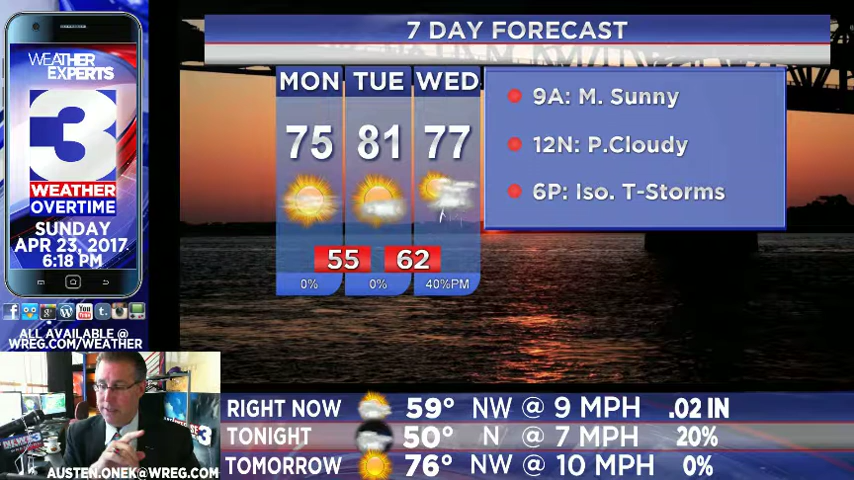 WEATHER
EXPERTS
3
WEATHER
OVERTIME
SUNDAY
APR 23, 2017
6:18 PM
ALL AVAILABLE @
WREG.COM/WEATHER
7 DAY FORECAST
MON TUE WED
75 81 77
55 62
0% 0% 40%PM
9A: M. Sunny
12N: P.Cloudy
6P: Iso. T-Storms
NEWS 3
3
AUSTEN.ONEK@WREG.COM
RIGHT NOW 59° NW @ 9 MPH .02 IN
TONIGHT 50° N @ 7 MPH 20%
TOMORROW 76° NW @ 10 MPH 0%